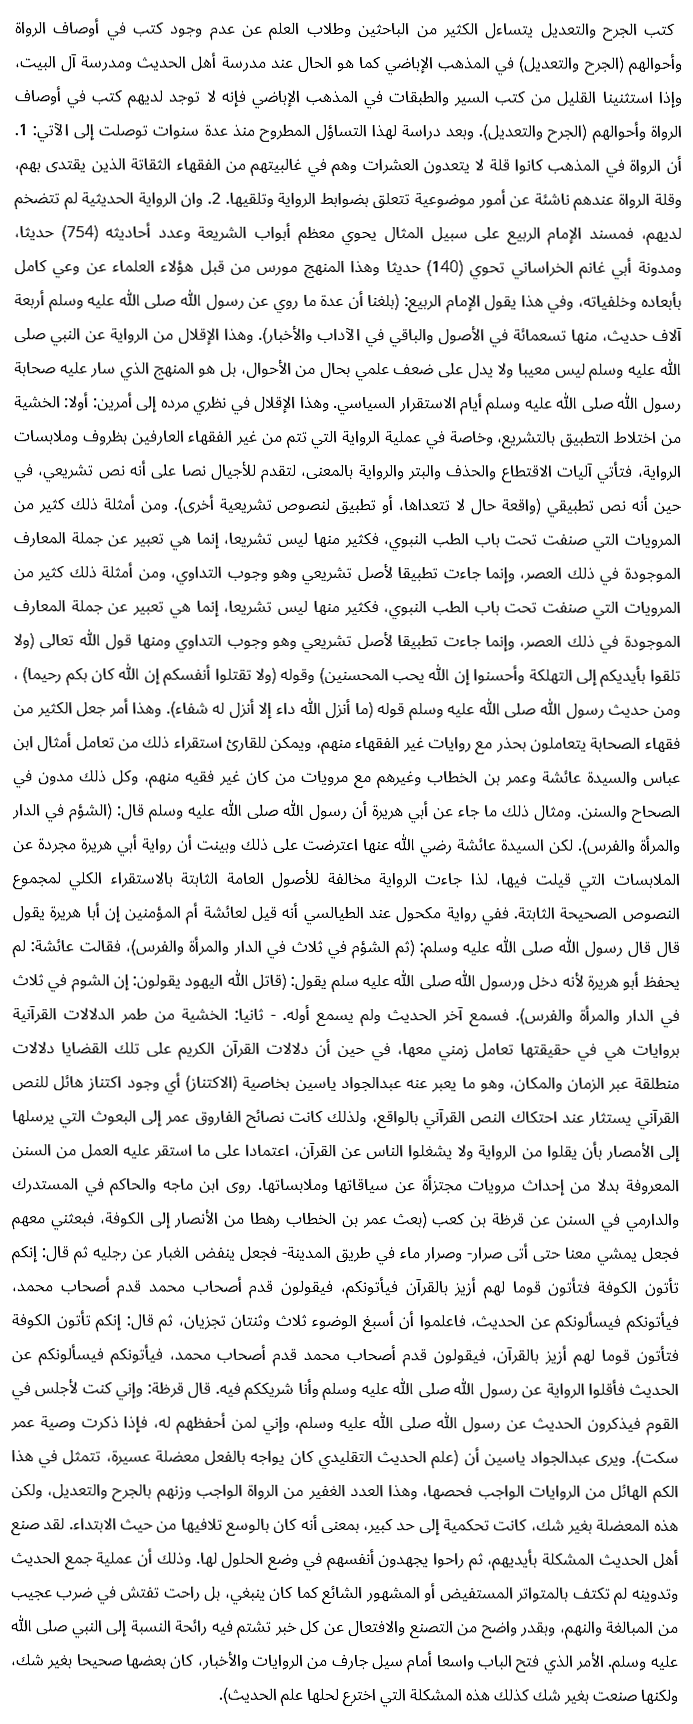 كتب الجرح والتعديل يتساءل الكثير من الباحثين وطلاب العلم عن عدم وجود كتب في أوصاف الرواة
وأحوالهم (الجرح والتعديل) في المذهب الإباضي كما هو الحال عند مدرسة أهل الحديث ومدرسة آل البيت،
وإذا استثنينا القليل من كتب السير والطبقات في المذهب الإباضي فإنه لا توجد لديهم كتب في أوصاف
الرواة وأحوالهم (الجرح والتعديل). وبعد دراسة لهذا التساؤل المطروح منذ عدة سنوات توصلت إلى الآتي: 1.
أن الرواة في المذهب كانوا قلة لا يتعدون العشرات وهم في غالبيتهم من الفقهاء الثقاتة الذين يقتدى بهم،
وقلة الرواة عندهم ناشئة عن أمور موضوعية تتعلق بضوابط الرواية وتلقيها. 2. وان الرواية الحديثية لم تتضخم
لديهم، فمسند الإمام الربيع على سبيل المثال يحوي معظم أبواب الشريعة وعدد أحاديثه (754) حديثا،
ومدونة أبي غانم الخراساني تحوي (140) حديثا وهذا المنهج مورس من قبل هؤلاء العلماء عن وعي كامل
بأبعاده وخلفياته، وفي هذا يقول الإمام الربيع: (بلغنا أن عدة ما روي عن رسول الله صلى الله عليه وسلم أربعة
آلاف حديث، منها تسعمائة في الأصول والباقي في الآداب والأخبار). وهذا الإقلال من الرواية عن النبي صلى
الله عليه وسلم ليس معيبا ولا يدل على ضعف علمي بحال من الأحوال، بل هو المنهج الذي سار عليه صحابة
رسول الله صلى الله عليه وسلم أيام الاستقرار السياسي. وهذا الإقلال في نظري مرده إلى أمرين: أولا: الخشية
من اختلاط التطبيق بالتشريع، وخاصة في عملية الرواية التي تتم من غير الفقهاء العارفين بظروف وملابسات
الرواية، فتأتي آليات الاقتطاع والحذف والبتر والرواية بالمعنى، لتقدم للأجيال نصا على أنه نص تشريعي، في
حين أنه نص تطبيقي (واقعة حال لا تتعداها، أو تطبيق لنصوص تشريعية أخرى). ومن أمثلة ذلك كثير من
المرويات التي صنفت تحت باب الطب النبوي، فكثير منها ليس تشريعا، إنما هي تعبير عن جملة المعارف
الموجودة في ذلك العصر، وإنما جاءت تطبيقا لأصل تشريعي وهو وجوب التداوي، ومن أمثلة ذلك كثير من
المرويات التي صنفت تحت باب الطب النبوي، فكثير منها ليس تشريعا، إنما هي تعبير عن جملة المعارف
الموجودة في ذلك العصر، وإنما جاءت تطبيقا لأصل تشريعي وهو وجوب التداوي ومنها قول الله تعالى (ولا
تلقوا بأيديكم إلى التهلكة وأحسنوا إن الله يحب المحسنين) وقوله (ولا تقتلوا أنفسكم إن الله كان بكم رحيما) ،
ومن حديث رسول الله صلى الله عليه وسلم قوله (ما أنزل الله داء إلا أنزل له شفاء). وهذا أمر جعل الكثير من
فقهاء الصحابة يتعاملون بحذر مع روايات غير الفقهاء منهم، ويمكن للقارئ استقراء ذلك من تعامل أمثال ابن
عباس والسيدة عائشة وعمر بن الخطاب وغيرهم مع مرويات من كان غير فقيه منهم، وكل ذلك مدون في
الصحاح والسنن. ومثال ذلك ما جاء عن أبي هريرة أن رسول الله صلى الله عليه وسلم قال: (الشؤم في الدار
والمرأة والفرس). لكن السيدة عائشة رضي الله عنها اعترضت على ذلك وبينت أن رواية أبي هريرة مجردة عن
الملابسات التي قيلت فيها، لذا جاءت الرواية مخالفة للأصول العامة الثابتة بالاستقراء الكلي لمجموع
النصوص الصحيحة الثابتة. ففي رواية مكحول عند الطيالسي أنه قيل لعائشة أم المؤمنين إن أبا هريرة يقول
قال قال رسول الله صلى الله عليه وسلم: (ثم الشؤم في ثلاث في الدار والمرأة والفرس)، فقالت عائشة: لم
يحفظ أبو هريرة لأنه دخل ورسول الله صلى الله عليه سلم يقول: (قاتل الله اليهود يقولون: إن الشوم في ثلاث
في الدار والمرأة والفرس). فسمع آخر الحديث ولم يسمع أوله. - ثانيا: الخشية من طمر الدلالات القرآنية
بروايات هي في حقيقتها تعامل زمني معها، في حين أن دلالات القرآن الكريم على تلك القضايا دلالات
منطلقة عبر الزمان والمكان، وهو ما يعبر عنه عبدالجواد ياسين بخاصية (الاكتناز) أي وجود اكتناز هائل للنص
القرآني يستثار عند احتكاك النص القرآني بالواقع، ولذلك كانت نصائح الفاروق عمر إلى البعوث التي يرسلها
إلى الأمصار بأن يقلوا من الرواية ولا يشغلوا الناس عن القرآن، اعتمادا على ما استقر عليه العمل من السنن
المعروفة بدلا من إحداث مرويات مجتزأة عن سياقاتها وملابساتها. روى ابن ماجه والحاكم في المستدرك
والدارمي في السنن عن قرظة بن كعب (بعث عمر بن الخطاب رهطا من الأنصار إلى الكوفة، فبعثني معهم
فجعل يمشي معنا حتى أتى صرار- وصرار ماء في طريق المدينة- فجعل ينفض الغبار عن رجليه ثم قال: إنكم
تأتون الكوفة فتأتون قوما لهم أزيز بالقرآن فيأتونكم، فيقولون قدم أصحاب محمد قدم أصحاب محمد،
فيأتونكم فيسألونكم عن الحديث، فاعلموا أن أسبغ الوضوء ثلاث وثنتان تجزيان، ثم قال: إنكم تأتون الكوفة
فتأتون قوما لهم أزيز بالقرآن، فيقولون قدم أصحاب محمد قدم أصحاب محمد، فيأتونكم فيسألونكم عن
الحديث فأقلوا الرواية عن رسول الله صلى الله عليه وسلم وأنا شريككم فيه. قال قرظة: وإني كنت لأجلس في
القوم فيذكرون الحديث عن رسول الله صلى الله عليه وسلم، وإني لمن أحفظهم له، فإذا ذكرت وصية عمر
سكت). ويرى عبدالجواد ياسين أن (علم الحديث التقليدي كان يواجه بالفعل معضلة عسيرة، تتمثل في هذا
الكم الهائل من الروايات الواجب فحصها، وهذا العدد الغفير من الرواة الواجب وزنهم بالجرح والتعديل، ولكن
هذه المعضلة بغير شك، كانت تحكمية إلى حد كبير، بمعنى أنه كان بالوسع تلافيها من حيث الابتداء. لقد صنع
أهل الحديث المشكلة بأيديهم، ثم راحوا يجهدون أنفسهم في وضع الحلول لها. وذلك أن عملية جمع الحديث
وتدوينه لم تكتف بالمتواتر المستفيض أو المشهور الشائع كما كان ينبغي، بل راحت تفتش في ضرب عجيب
من المبالغة والنهم، وبقدر واضح من التصنع والافتعال عن كل خبر تشتم فيه رائحة النسبة إلى النبي صلى الله
عليه وسلم. الأمر الذي فتح الباب واسعا أمام سيل جارف من الروايات والأخبار، كان بعضها صحيحا بغير شك،
ولكنها صنعت بغير شك كذلك هذه المشكلة التي اخترع لحلها علم الحديث).